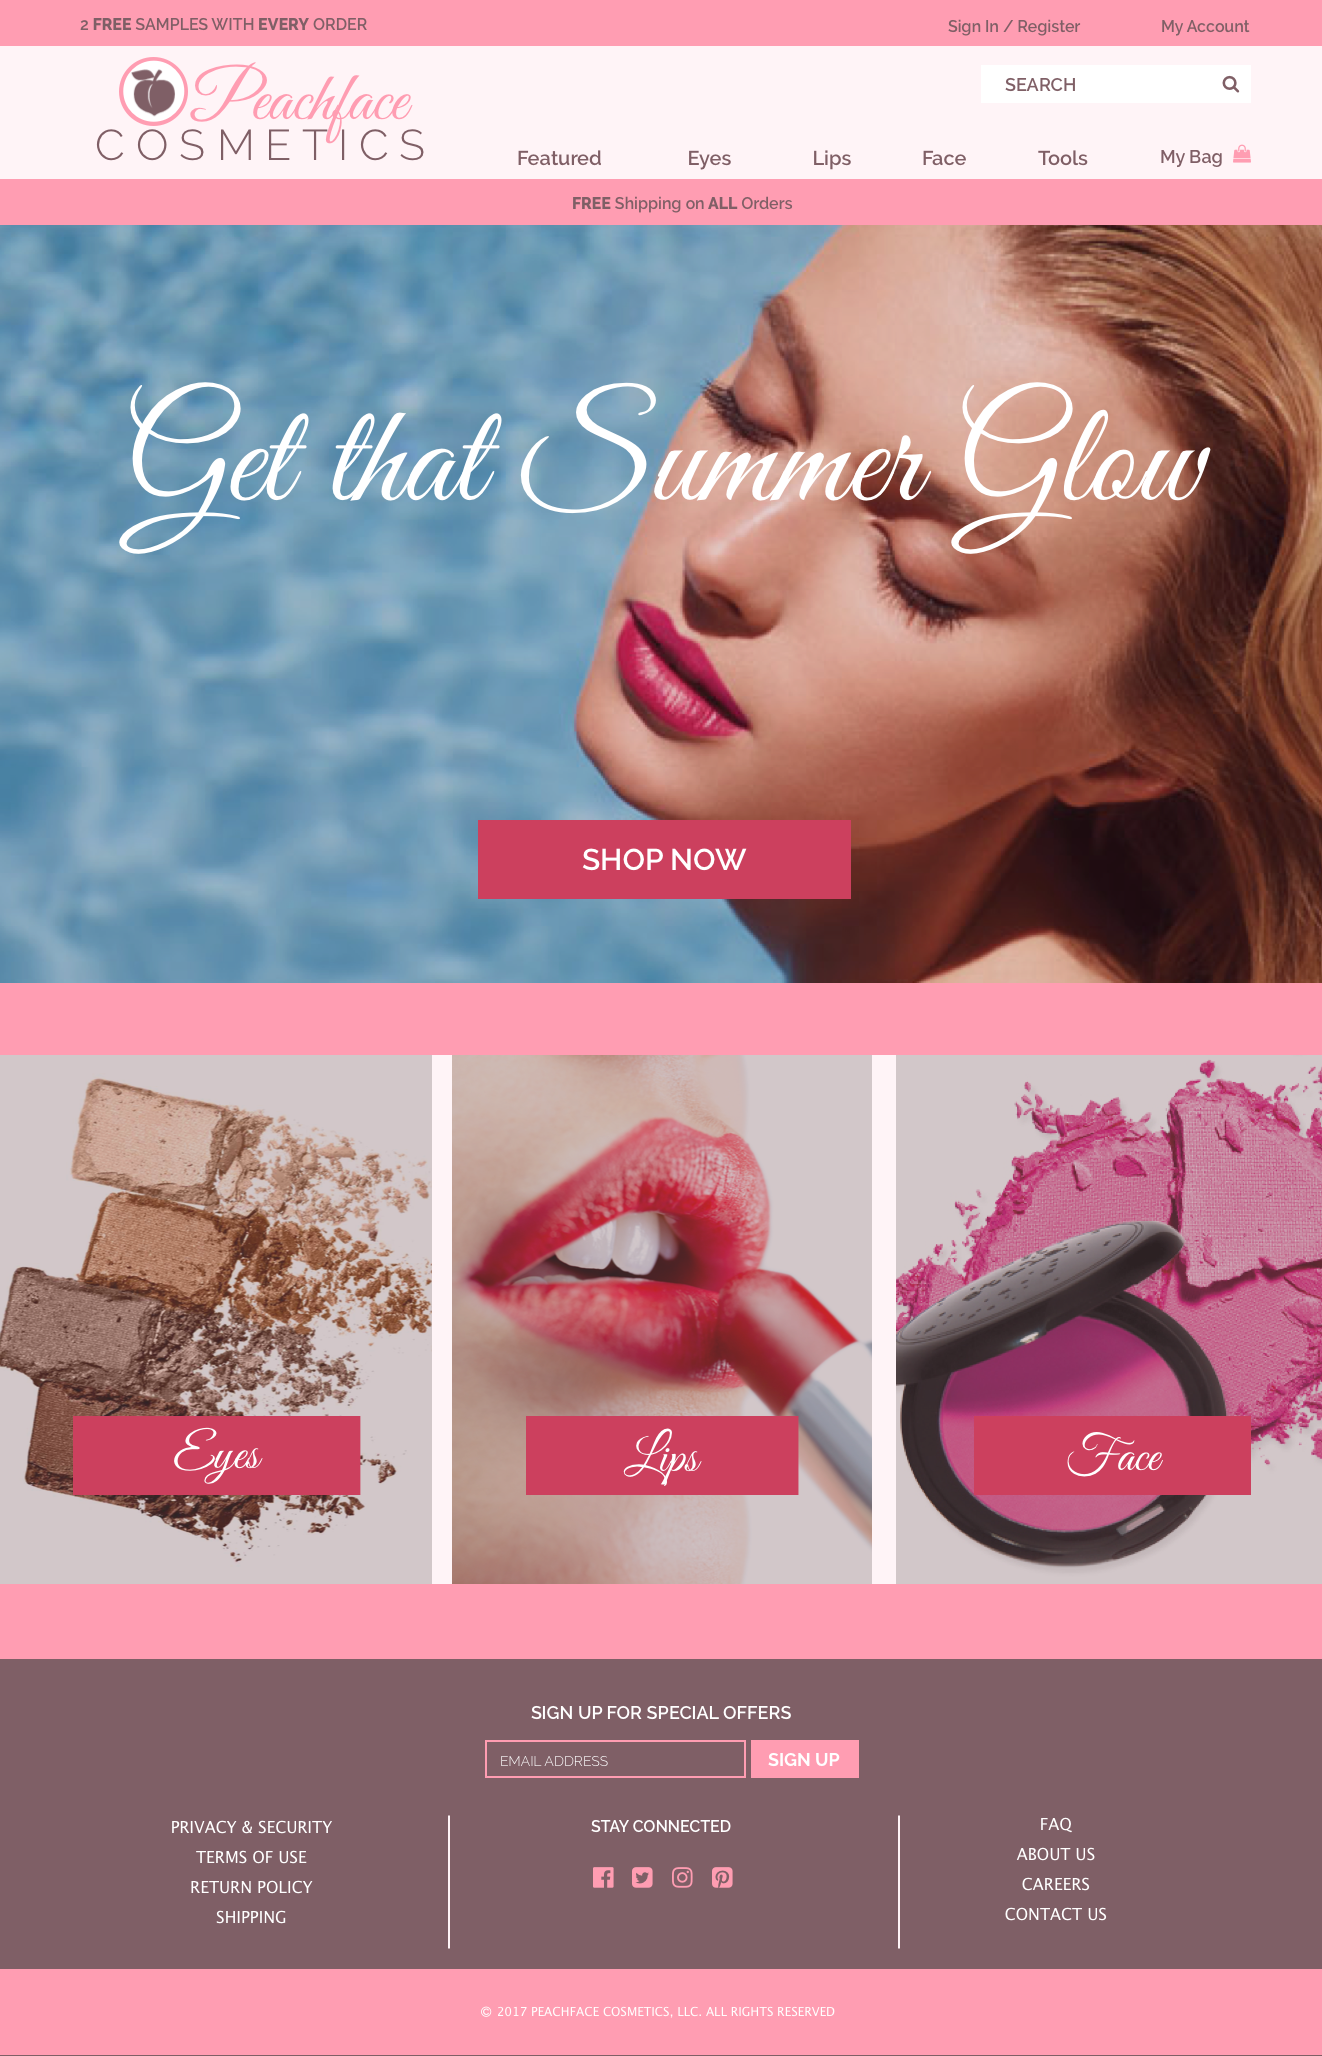 2 FREE SAMPLES WITH EVERY ORDER
Sign In / Register
My Account
Peachface
COSMETICS
SEARCH
Featured
Eyes
Lips
Face
Tools
My Bag
FREE Shipping on ALL Orders
Get that Summer Glow
SHOP NOW
Eyes
Lips
Face
SIGN UP FOR SPECIAL OFFERS
EMAIL ADDRESS
SIGN UP
PRIVACY & SECURITY
TERMS OF USE
RETURN POLICY
SHIPPING
STAY CONNECTED
FAQ
ABOUT US
CAREERS
CONTACT US
© 2017 PEACHFACE COSMETICS, LLC. ALL RIGHTS RESERVED